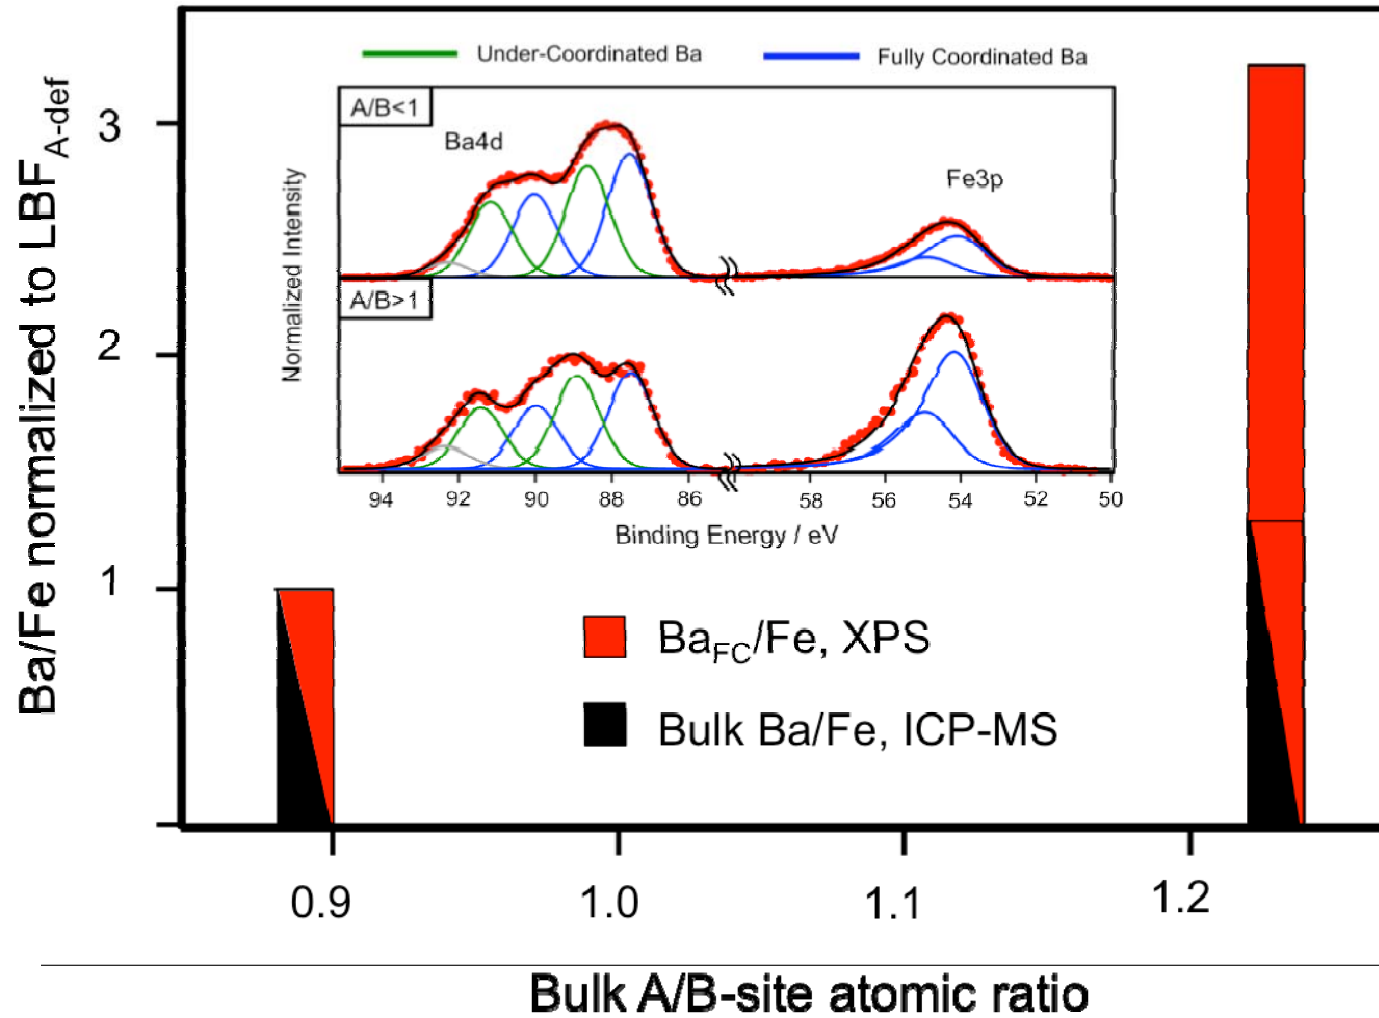 Under-Coordinated Ba
Fully Coordinated Ba
A/B<1
Ba4d
Fe3p
A/B>1
Normalized Intensity
94 92 90 88 86 58 56 54 52 50
Binding Energy / eV
Ba/Fe normalized to LBF A-def
3
2
1
BaFC/Fe, XPS
Bulk Ba/Fe, ICP-MS
0.9 1.0 1.1 1.2
Bulk A/B-site atomic ratio